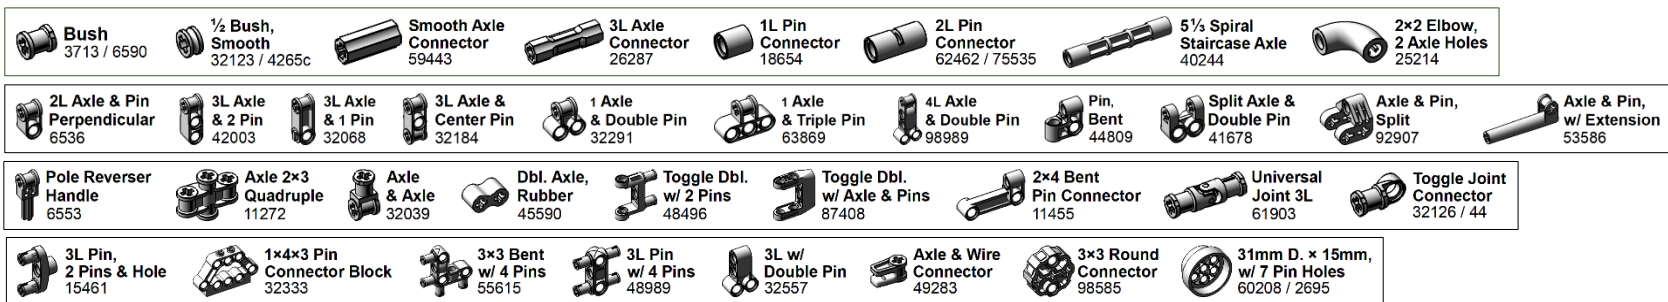 Bush
3713 / 6590
½ Bush,
Smooth
32123 / 4265c
Smooth Axle
Connector
59443
3L Axle
Connector
26287
1L Pin
Connector
18654
2L Pin
Connector
62462 / 75535
5⅓ Spiral
Staircase Axle
40244
2×2 Elbow,
2 Axle Holes
25214
2L Axle & Pin
Perpendicular
6536
3L Axle
& 2 Pin
42003
3L Axle
& 1 Pin
32068
3L Axle &
Center Pin
32184
1 Axle
& Double Pin
32291
1 Axle
& Triple Pin
63869
4L Axle
& Double Pin
98989
Pin,
Bent
44809
Split Axle &
Double Pin
41678
Axle & Pin,
Split
92907
Axle & Pin,
w/ Extension
53586
Pole Reverser
Handle
6553
Axle 2×3
Quadruple
11272
Axle
& Axle
32039
Dbl. Axle,
Rubber
45590
Toggle Dbl.
w/ 2 Pins
48496
Toggle Dbl.
w/ Axle & Pins
87408
2×4 Bent
Pin Connector
11455
Universal
Joint 3L
61903
Toggle Joint
Connector
32126 / 44
3L Pin,
2 Pins & Hole
15461
1×4×3 Pin
Connector Block
32333
3×3 Bent
w/ 4 Pins
55615
3L Pin
w/ 4 Pins
48989
3L w/
Double Pin
32557
Axle & Wire
Connector
49283
3×3 Round
Connector
98585
31mm D. × 15mm,
w/ 7 Pin Holes
60208 / 2695